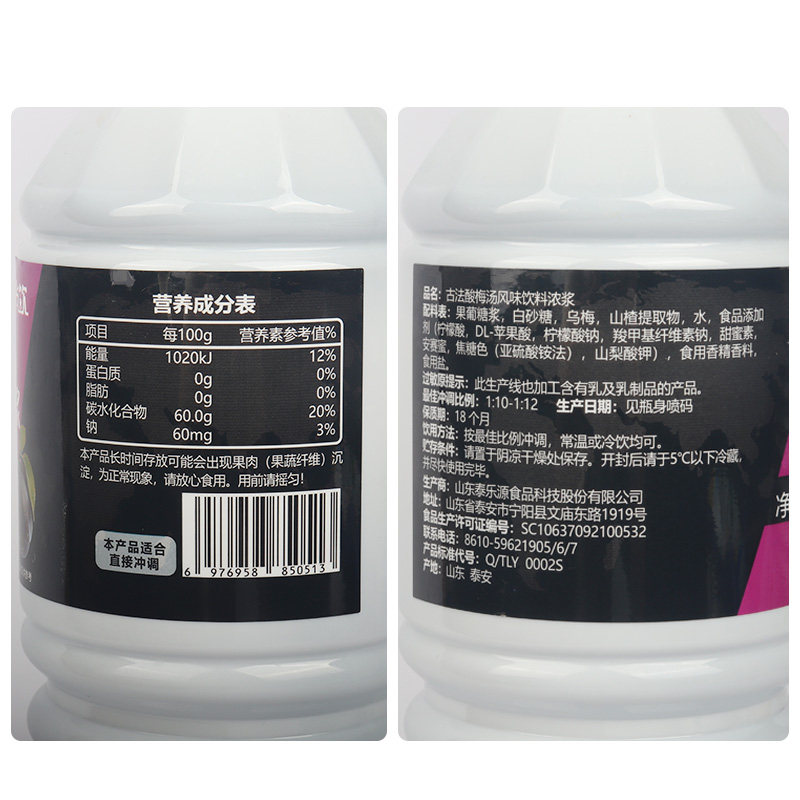 营养成分表
项目 每100g 营养素参考值%
能量 1020kJ 12%
蛋白质 0g 0%
脂肪 0g 0%
碳水化合物 60.0g 20%
钠 60mg 3%
本产品长时间存放可能会出现果肉（果蔬纤维）沉
淀，为正常现象，请放心食用。用前请摇匀！
本产品适合
直接冲调
6 976958 850513
品名：古法酸梅汤风味饮料浓浆
配料表：果葡糖浆，白砂糖，乌梅，山楂提取物，水，食品添加
剂（柠檬酸，DL-苹果酸，柠檬酸钠，羧甲基纤维素钠，甜蜜素，
安赛蜜，焦糖色（亚硫酸铵法），山梨酸钾），食用香精香料，
食用盐。
过敏原提示：此生产线也加工含有乳及乳制品的产品。
最佳冲调比例：1:10-1:12 生产日期：见瓶身喷码
保质期：18个月
饮用方法：按最佳比例冲调，常温或冷饮均可。
贮存条件：请置于阴凉干燥处保存。开封后请于5℃以下冷藏，
并尽快使用完毕。
生产商：山东泰乐源食品科技股份有限公司
地址：山东省泰安市宁阳县文庙东路1919号
食品生产许可证编号：SC10637092100532
联系电话：8610-59621905/6/7
产品标准代号：Q/TLY 0002S
产地：山东 泰安
净